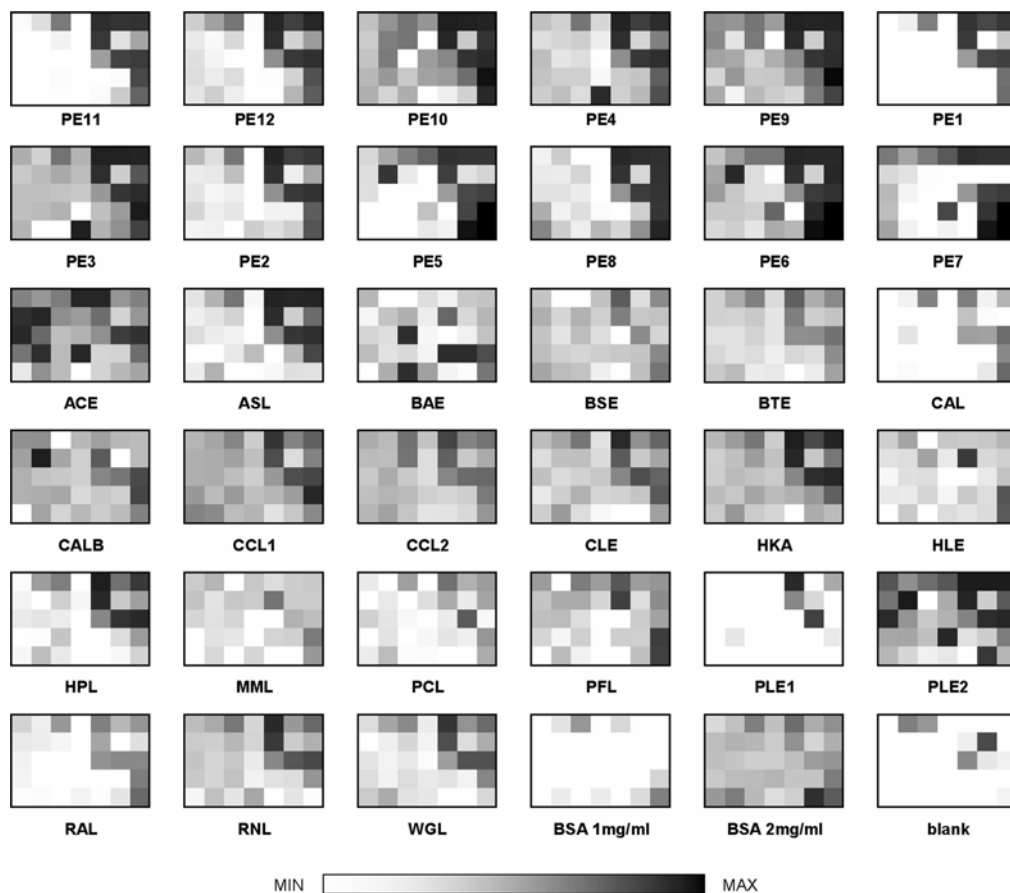 PE11 PE12 PE10 PE4 PE9 PE1
PE3 PE2 PE5 PE8 PE6 PE7
ACE ASL BAE BSE BTE CAL
CALB CCL1 CCL2 CLE HKA HLE
HPL MML PCL PFL PLE1 PLE2
RAL RNL WGL BSA 1mg/ml BSA 2mg/ml blank
MIN MAX